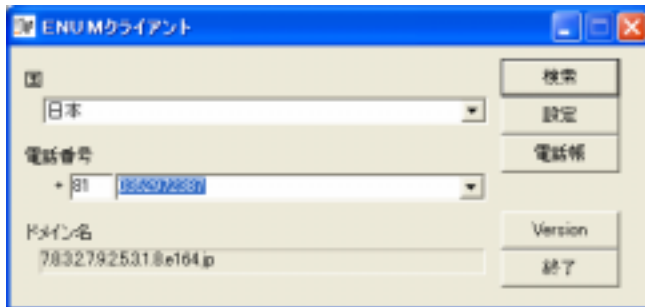 ENUMクライアント
国
検索
日本
設定
電話番号
電話帳
+ 81
ドメイン名
Version
7.8.3.2.7.9.2.5.3.1.8.e164.jp
終了